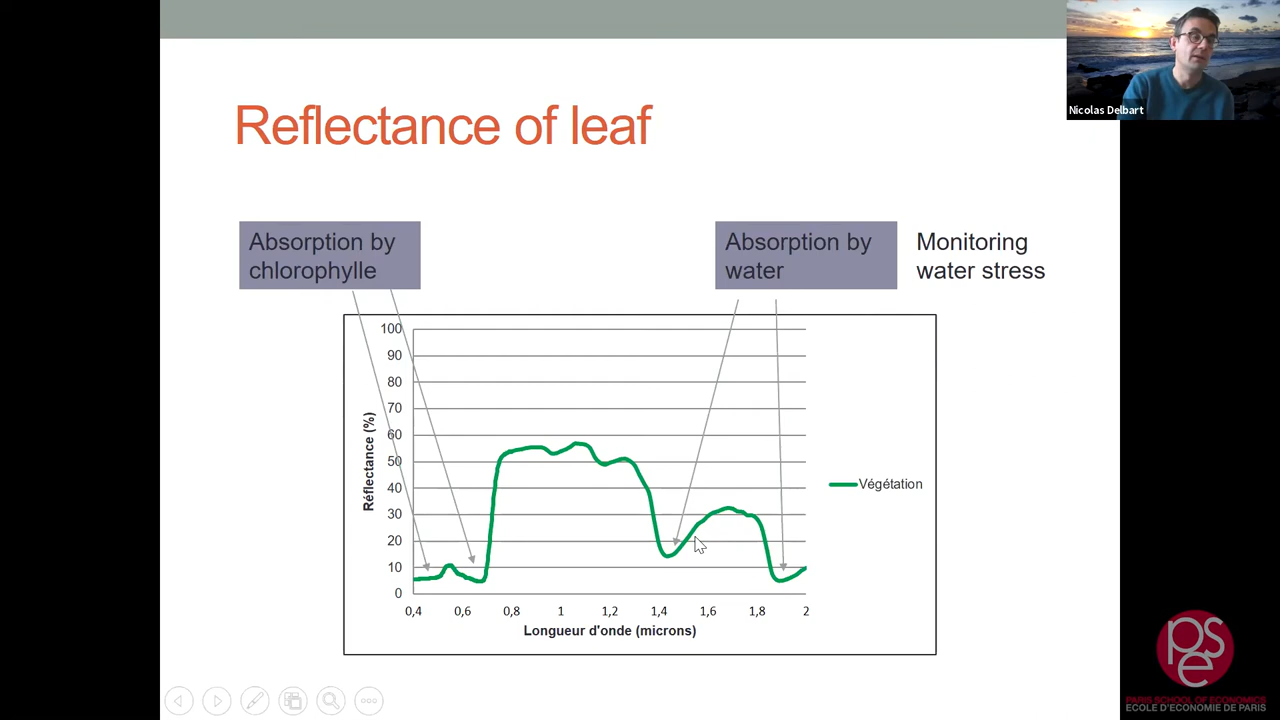 Nicolas Delbart
Reflectance of leaf
Absorption by
chlorophylle
Absorption by
water
Monitoring
water stress
100
90
80
70
60
50
40
30
20
10
0
Réflectance (%)
0,4 0,6 0,8 1 1,2 1,4 1,6 1,8 2
Longueur d'onde (microns)
Végétation
pse
PARIS SCHOOL OF ECONOMICS
ECOLE D'ECONOMIE DE PARIS